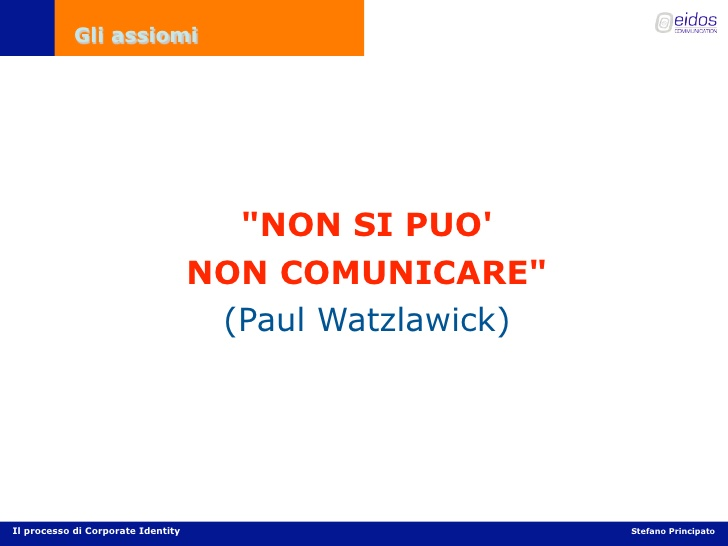 Gli assiomi
eidos
COMMUNICATION
"NON SI PUO'
NON COMUNICARE"
(Paul Watzlawick)
Il processo di Corporate Identity
Stefano Principato